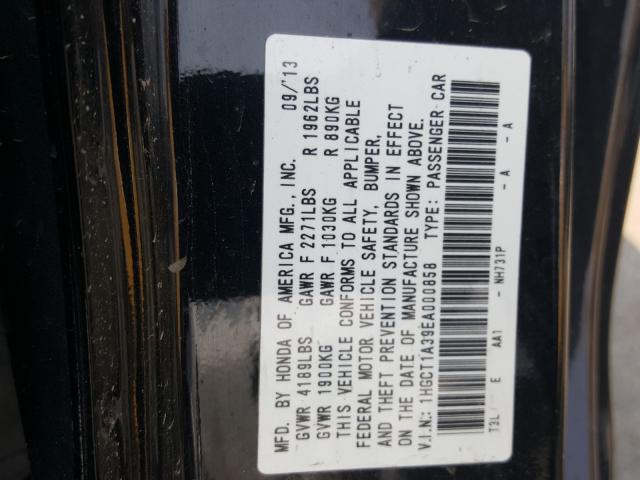 MFD. BY HONDA OF AMERICA MFG., INC. 09/'13
GVWR 4189LBS GAWR F 2271LBS R 1962LBS
GVWR 1900KG GAWR F 1030KG R 890KG
THIS VEHICLE CONFORMS TO ALL APPLICABLE
FEDERAL MOTOR VEHICLE SAFETY, BUMPER,
AND THEFT PREVENTION STANDARDS IN EFFECT
ON THE DATE OF MANUFACTURE SHOWN ABOVE.
V.I.N.: 1HGCT1A39EA000858 TYPE: PASSENGER CAR
T3L E AA1 - NH731P - A - A